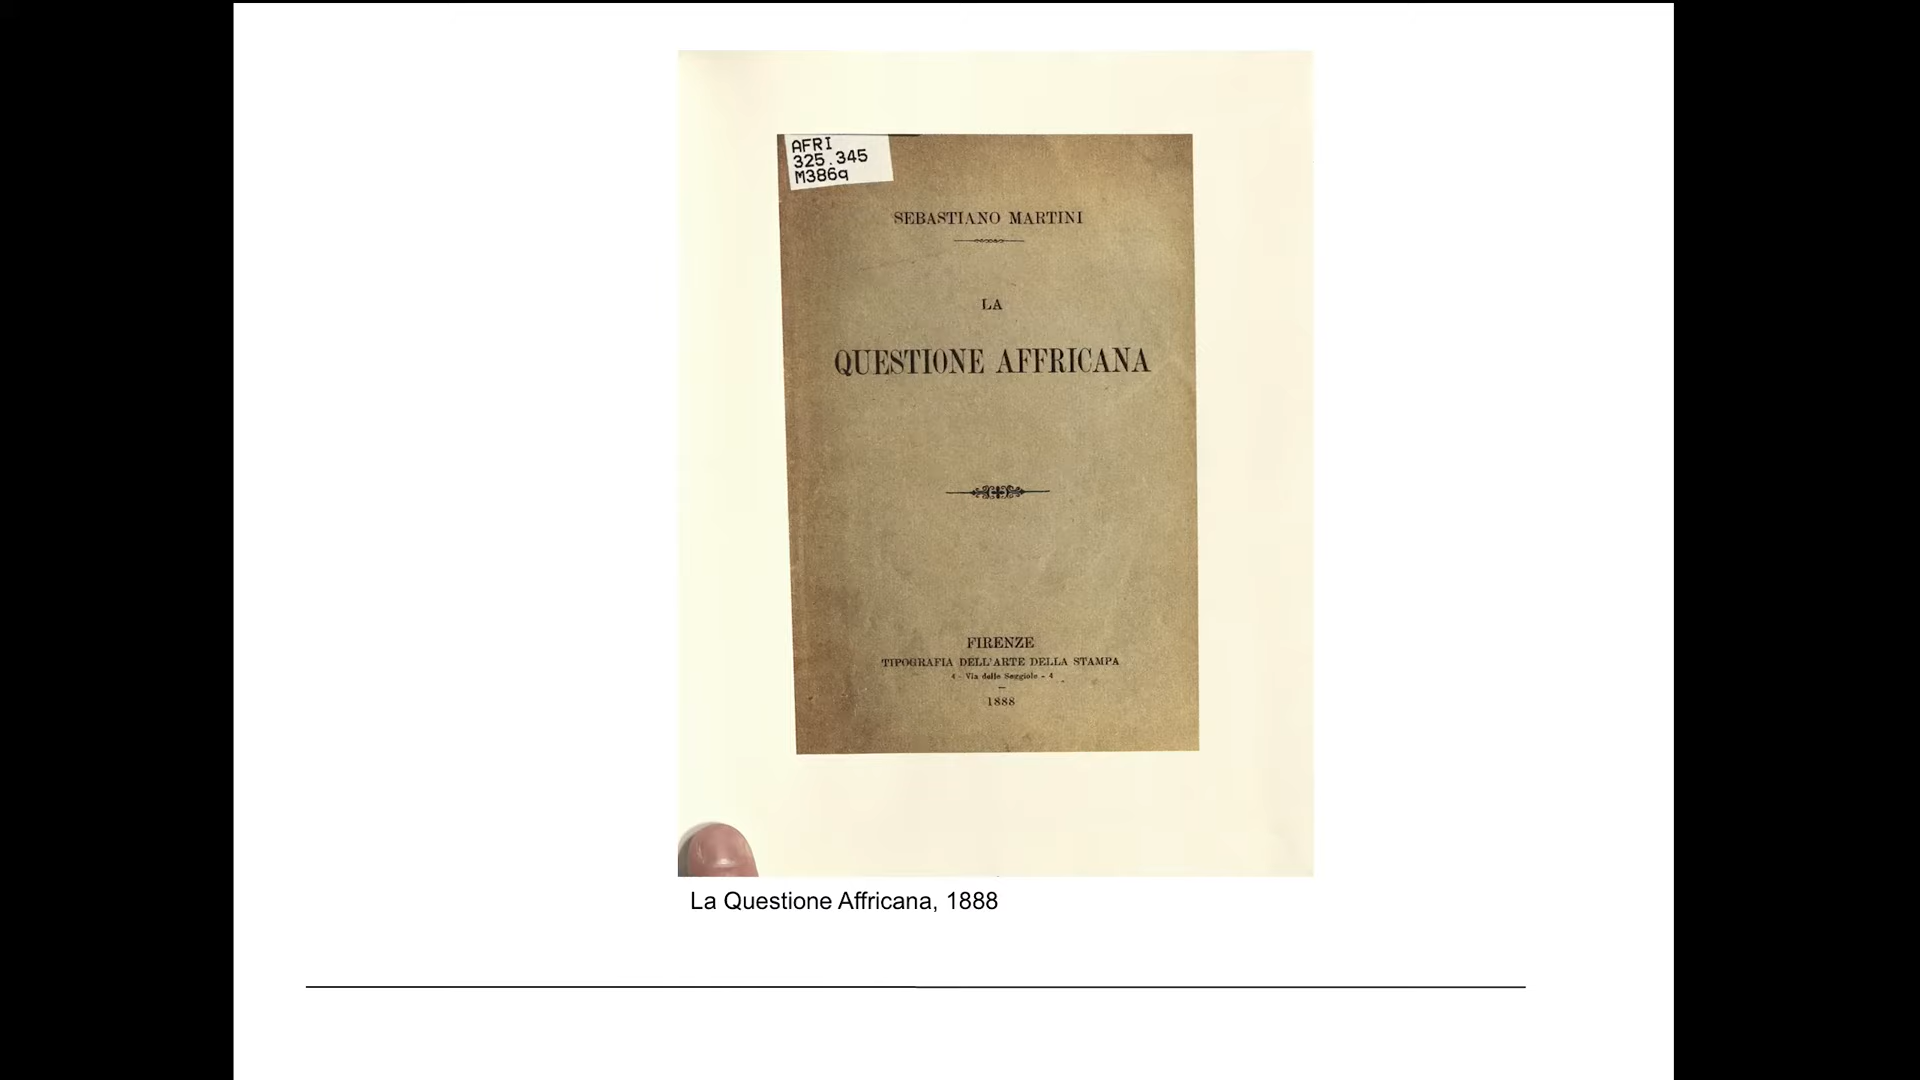 AFRI
325.345
M386q
SEBASTIANO MARTINI
LA
QUESTIONE AFFRICANA
FIRENZE
TIPOGRAFIA DELL'ARTE DELLA STAMPA
4 - Via delle Seggiole - 4
1888
La Questione Affricana, 1888